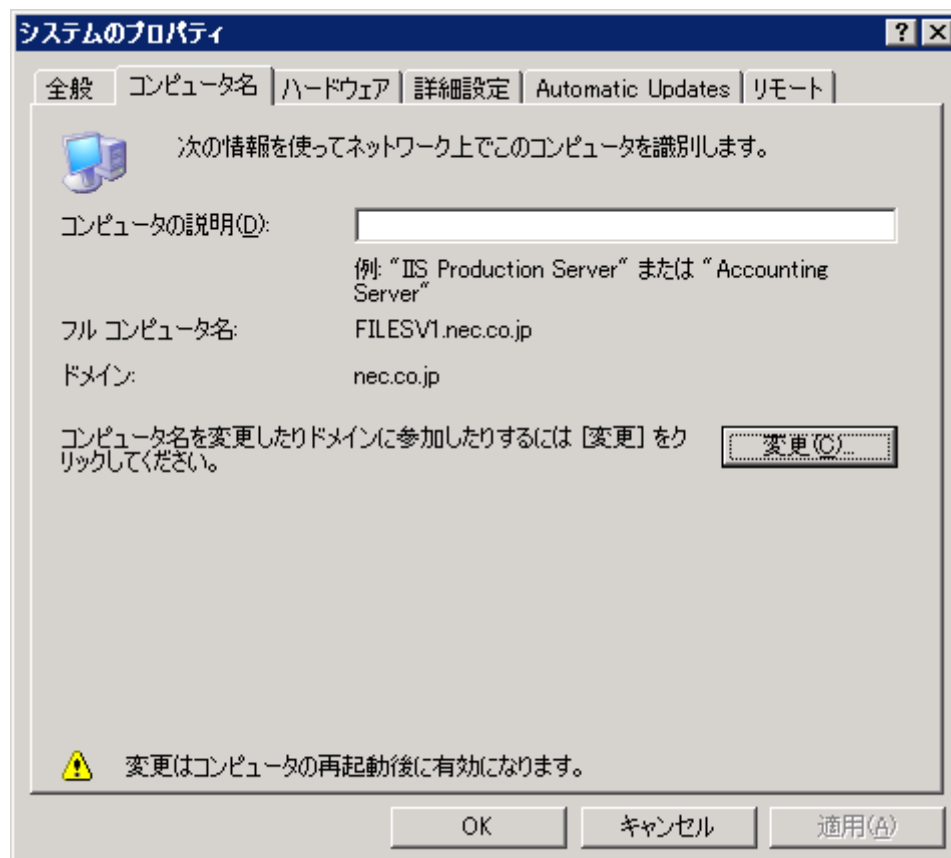 システムのプロパティ
全般 コンピュータ名 ハードウェア 詳細設定 Automatic Updates リモート
次の情報を使ってネットワーク上でこのコンピュータを識別します。
コンピュータの説明(D):
例: "IIS Production Server" または "Accounting
Server"
フル コンピュータ名: FILESV1.nec.co.jp
ドメイン: nec.co.jp
コンピュータ名を変更したりドメインに参加したりするには [変更] をク
リックしてください。
変更(C)...
変更はコンピュータの再起動後に有効になります。
OK キャンセル 適用(A)